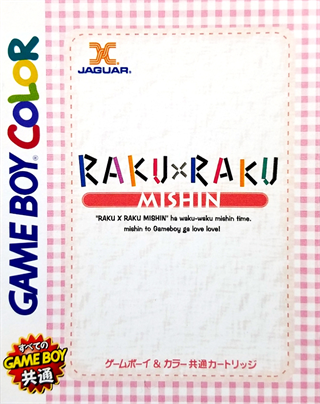 GAME BOY COLOR
JAGUAR®
RAKU×RAKU
MISHIN
"RAKU X RAKU MISHIN" ha waku-waku mishin time.
mishin to Gameboy ga love love!
すべての
GAME BOY
共通
ゲームボーイ & カラー共通カートリッジ